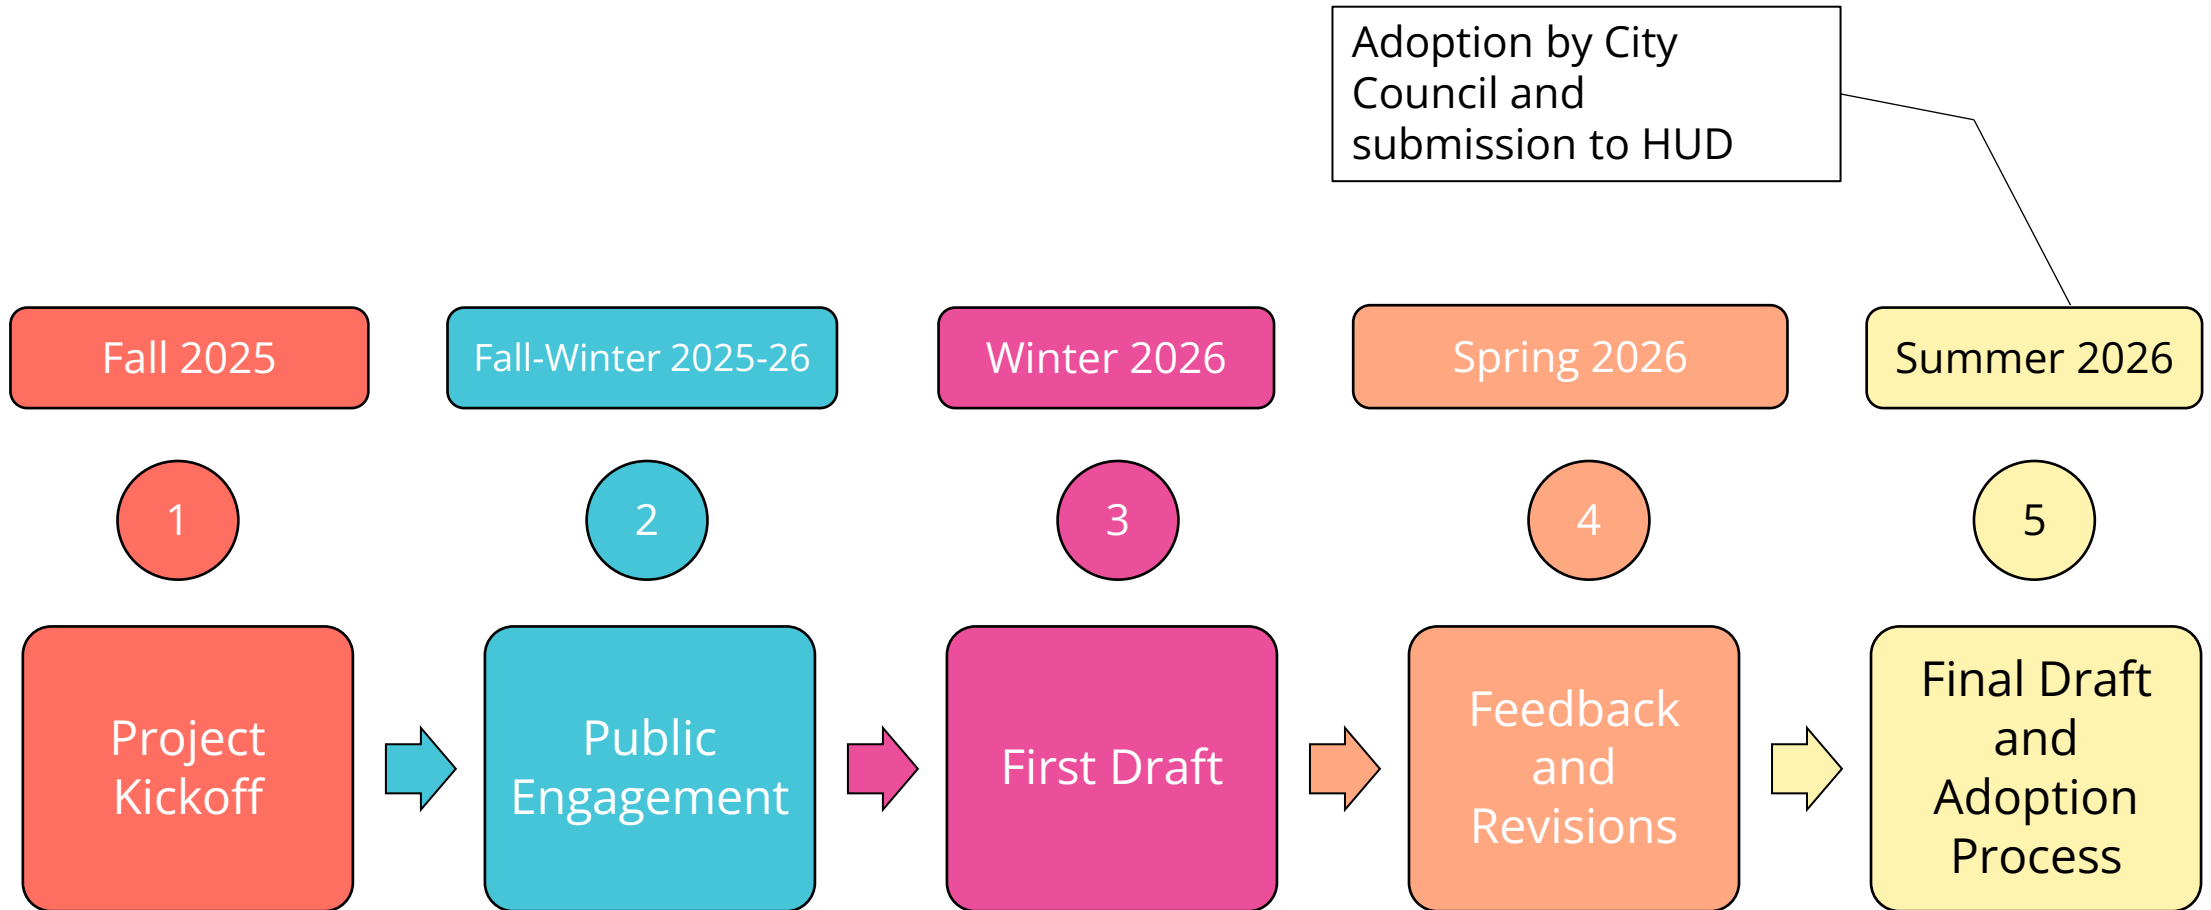 Adoption by City
Council and
submission to HUD
Fall 2025
Fall-Winter 2025-26
Winter 2026
Spring 2026
Summer 2026
1
2
3
4
5
Project
Kickoff
Public
Engagement
First Draft
Feedback
and
Revisions
Final Draft
and
Adoption
Process